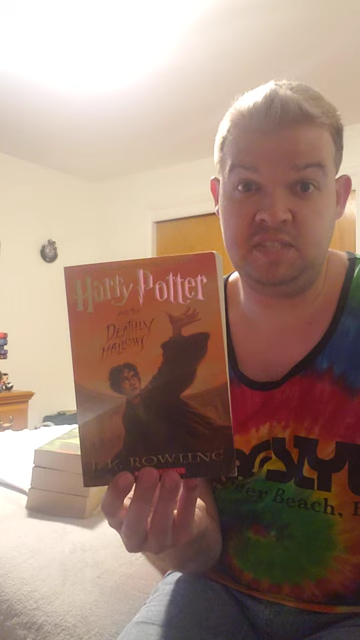 Harry Potter
AND THE
DEATHLY
HALLOWS
J.K. ROWLING
Beach,